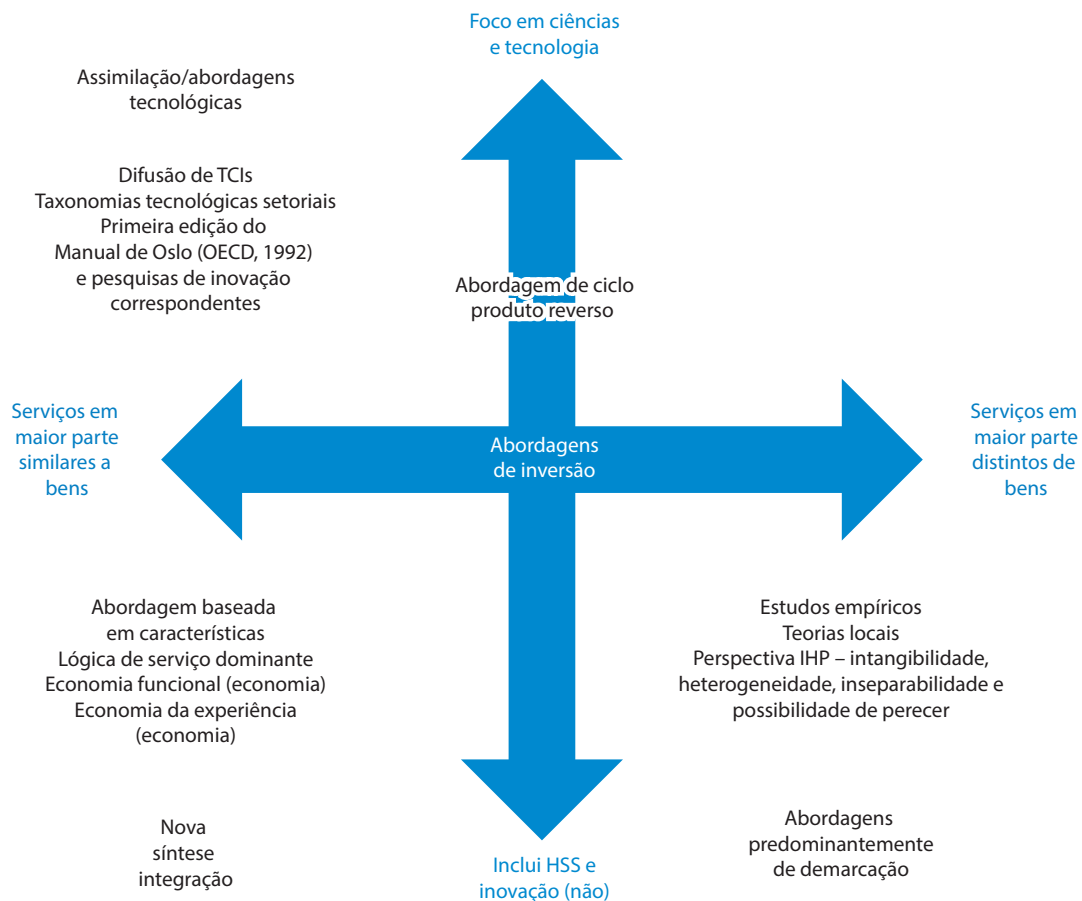 Foco em ciências
e tecnologia
Assimilação/abordagens
tecnológicas
Difusão de TCIs
Taxonomias tecnológicas setoriais
Primeira edição do
Manual de Oslo (OECD, 1992)
e pesquisas de inovação
correspondentes
Abordagem de ciclo
produto reverso
Serviços em
maior parte
similares a
bens
Abordagens
de inversão
Serviços em
maior parte
distintos de
bens
Abordagem baseada
em características
Lógica de serviço dominante
Economia funcional (economia)
Economia da experiência
(economia)
Estudos empíricos
Teorias locais
Perspectiva IHP – intangibilidade,
heterogeneidade, inseparabilidade e
possibilidade de perecer
Nova
síntese
integração
Inclui HSS e
inovação (não)
Abordagens
predominantemente
de demarcação